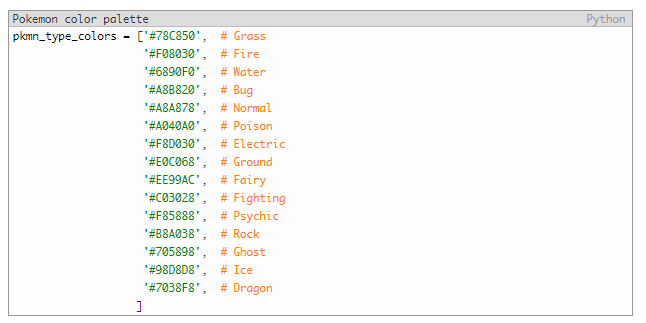 Pokemon color palette Python
pkmn_type_colors = ['#78C850', # Grass
'#F08030', # Fire
'#6890F0', # Water
'#A8B820', # Bug
'#A8A878', # Normal
'#A040A0', # Poison
'#F8D030', # Electric
'#E0C068', # Ground
'#EE99AC', # Fairy
'#C03028', # Fighting
'#F85888', # Psychic
'#B8A038', # Rock
'#705898', # Ghost
'#98D8D8', # Ice
'#7038F8', # Dragon
]